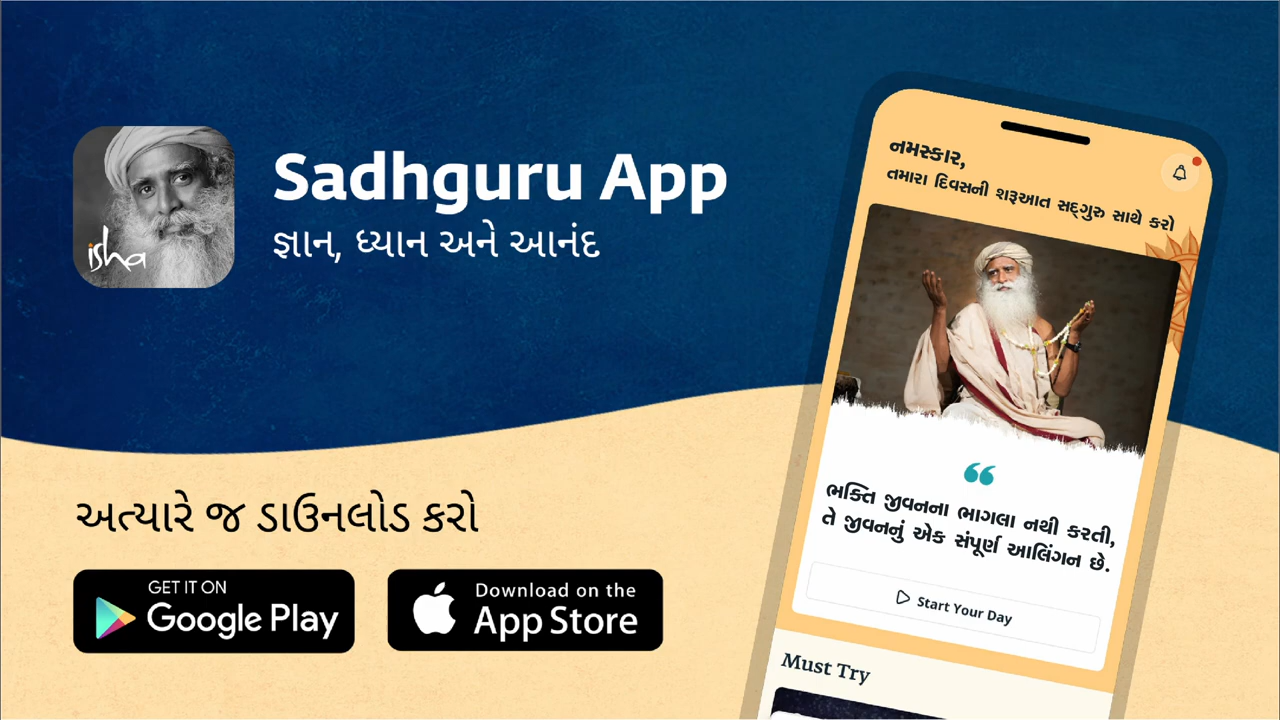 isha
Sadhguru App
જ્ઞાન, ધ્યાન અને આનંદ
અત્યારે જ ડાઉનલોડ કરો
GET IT ON
Google Play
Download on the
App Store
નમસ્કાર,
તમારા દિવસની શરૂઆત સદ્‌ગુરુ સાથે કરો
ભક્તિ જીવનના ભાગલા નથી કરતી,
તે જીવનનું એક સંપૂર્ણ આલિંગન છે.
Start Your Day
Must Try